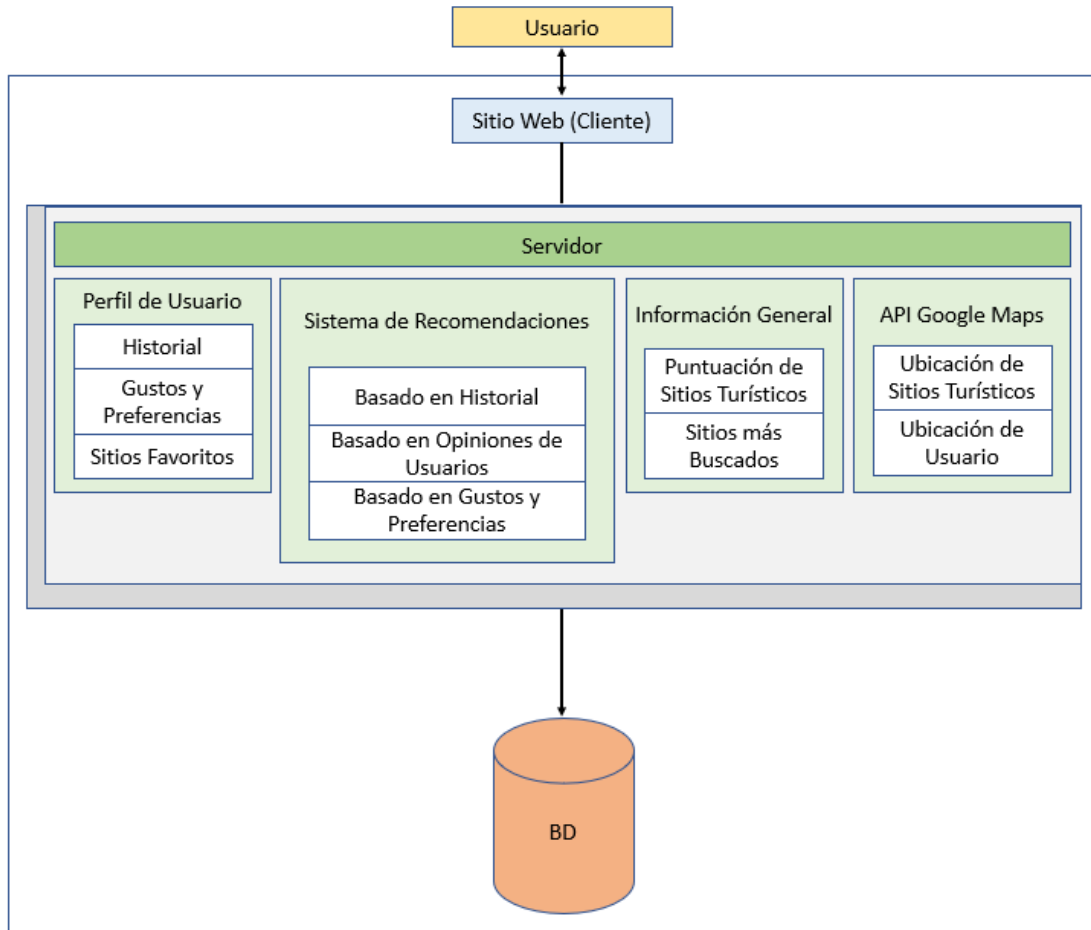 Usuario
Sitio Web (Cliente)
Servidor
Perfil de Usuario
Historial
Gustos y
Preferencias
Sitios Favoritos
Sistema de Recomendaciones
Basado en Historial
Basado en Opiniones de
Usuarios
Basado en Gustos y
Preferencias
Información General
Puntuación de
Sitios Turísticos
Sitios más
Buscados
API Google Maps
Ubicación de
Sitios Turísticos
Ubicación de
Usuario
BD